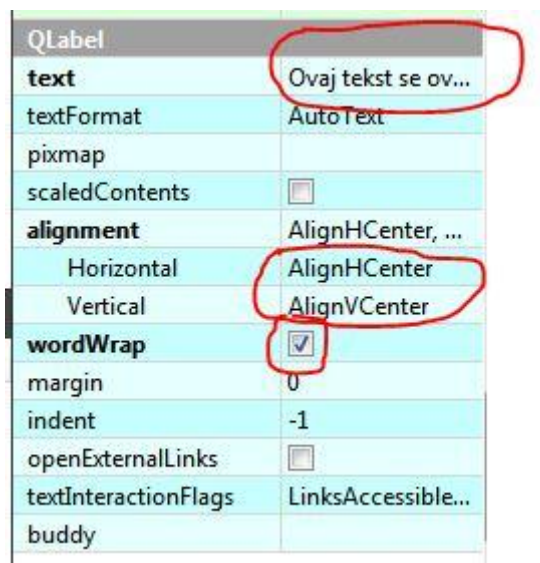 QLabel
text Ovaj tekst se ov...
textFormat AutoText
pixmap
scaledContents
alignment AlignHCenter, ...
Horizontal AlignHCenter
Vertical AlignVCenter
wordWrap
margin 0
indent -1
openExternalLinks
textInteractionFlags LinksAccessible...
buddy